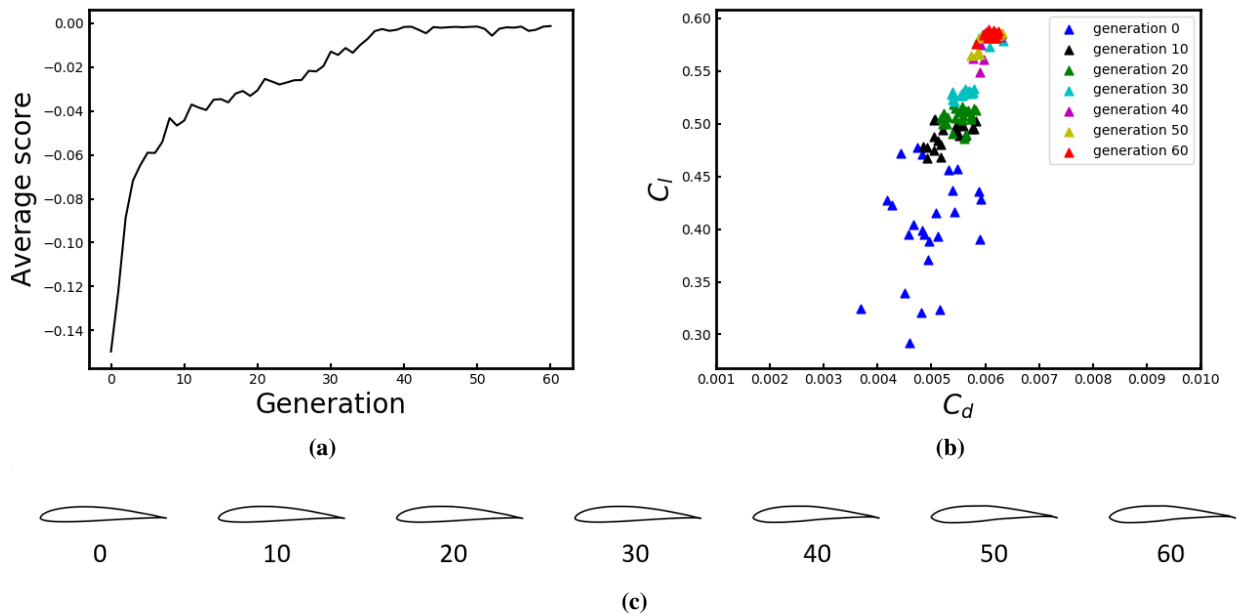 0.00
−0.02
−0.04
−0.06
−0.08
−0.10
−0.12
−0.14
Average score
0 10 20 30 40 50 60
Generation
(a)
0.60
0.55
0.50
0.45
0.40
0.35
0.30
C_l
generation 0
generation 10
generation 20
generation 30
generation 40
generation 50
generation 60
0.001 0.002 0.003 0.004 0.005 0.006 0.007 0.008 0.009 0.010
C_d
(b)
0 10 20 30 40 50 60
(c)